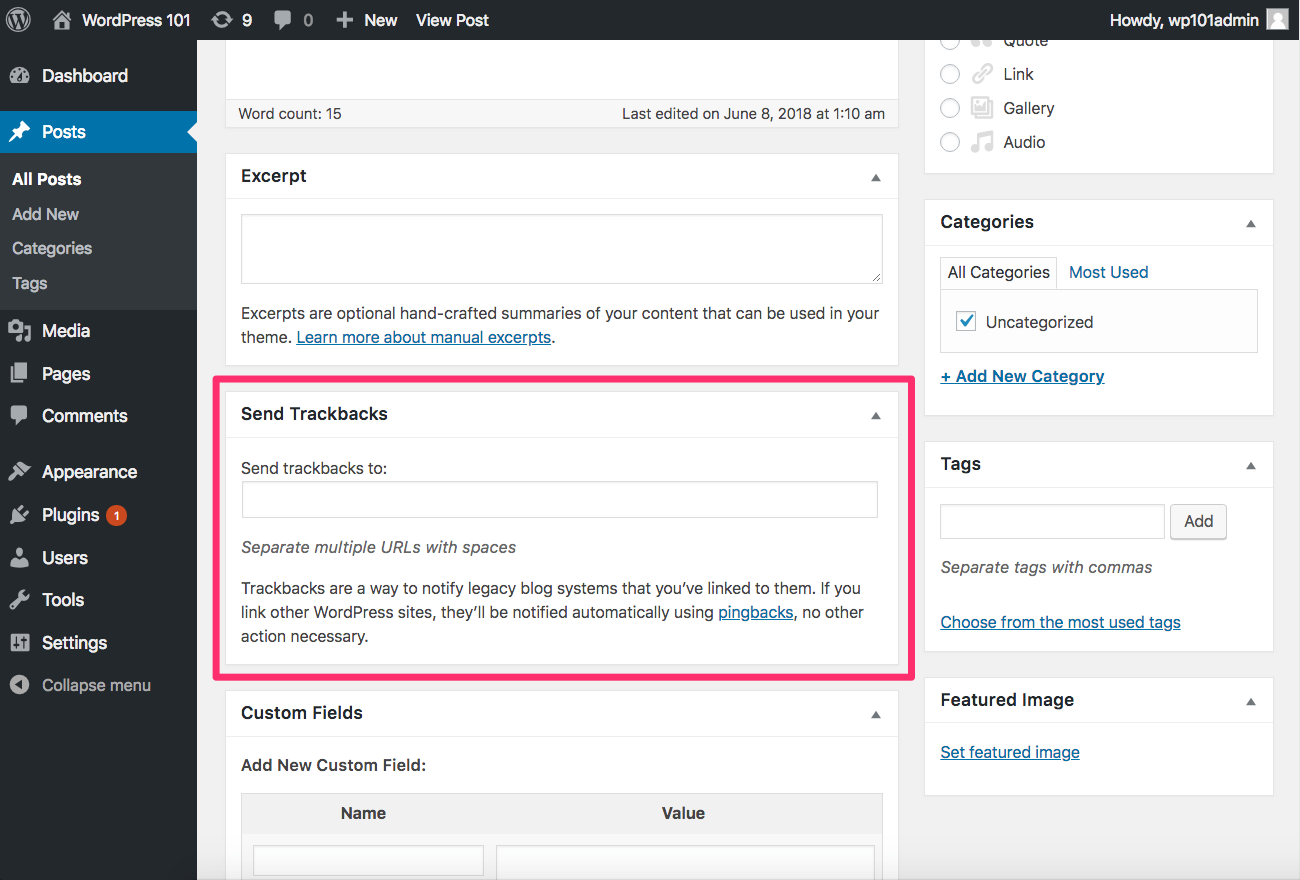 WordPress 101
9
0
New
View Post
Howdy, wp101admin
Dashboard
Posts
All Posts
Add New
Categories
Tags
Media
Pages
Comments
Appearance
Plugins 1
Users
Tools
Settings
Collapse menu
Word count: 15
Last edited on June 8, 2018 at 1:10 am
Excerpt
Excerpts are optional hand-crafted summaries of your content that can be used in your
theme. Learn more about manual excerpts.
Send Trackbacks
Send trackbacks to:
Separate multiple URLs with spaces
Trackbacks are a way to notify legacy blog systems that you’ve linked to them. If you
link other WordPress sites, they’ll be notified automatically using pingbacks, no other
action necessary.
Custom Fields
Add New Custom Field:
Name
Value
Quote
Link
Gallery
Audio
Categories
All Categories
Most Used
Uncategorized
+ Add New Category
Tags
Add
Separate tags with commas
Choose from the most used tags
Featured Image
Set featured image